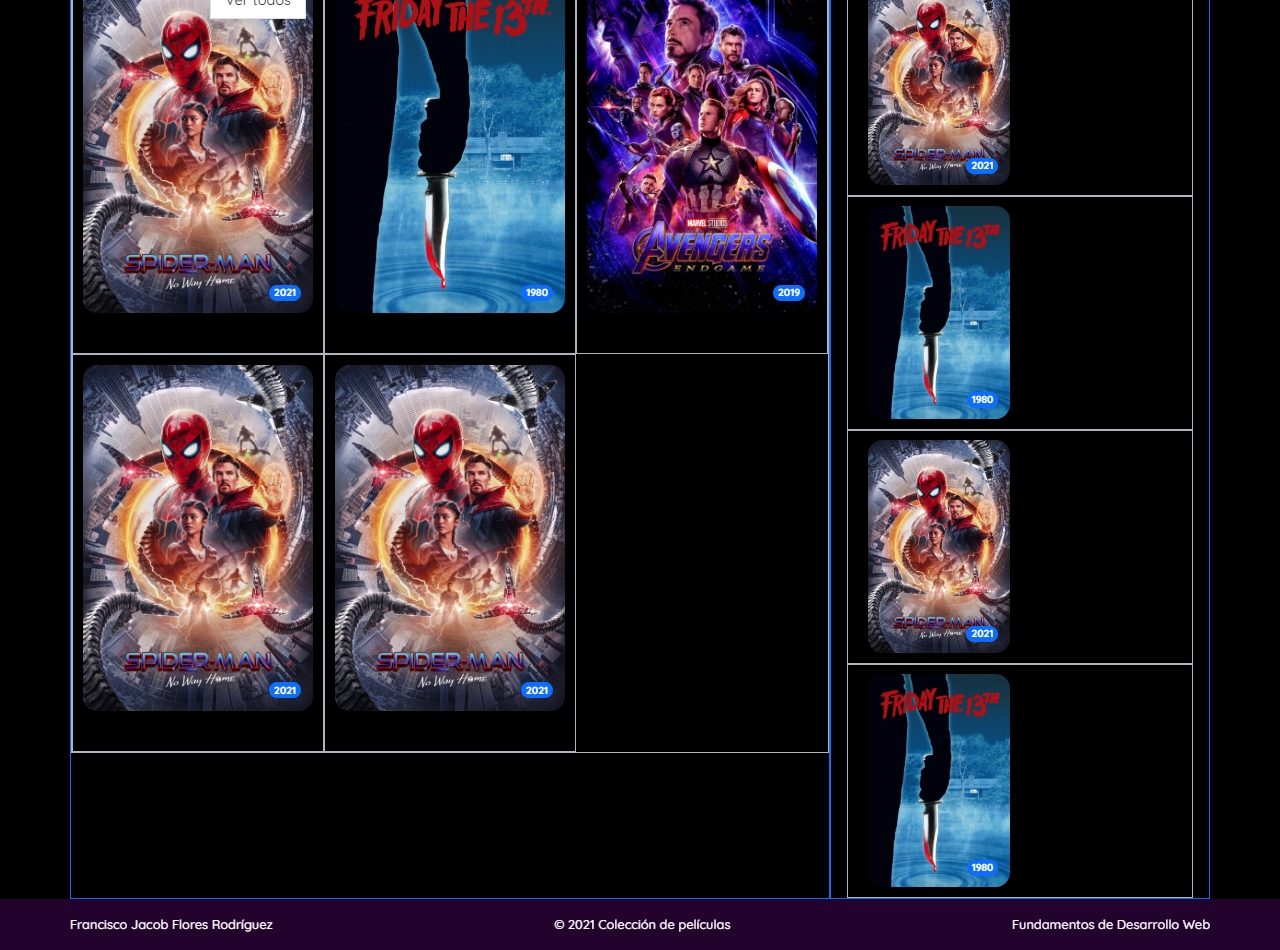 Ver todos
FRIDAY THE 13TH
SPIDER-MAN
No Way Home
2021
1980
MARVEL STUDIOS
AVENGERS
ENDGAME
2019
SPIDER-MAN
No Way Home
2021
SPIDER-MAN
No Way Home
2021
SPIDER-MAN
No Way Home
2021
FRIDAY THE 13TH
1980
SPIDER-MAN
No Way Home
2021
FRIDAY THE 13TH
1980
Francisco Jacob Flores Rodríguez
© 2021 Colección de películas
Fundamentos de Desarrollo Web